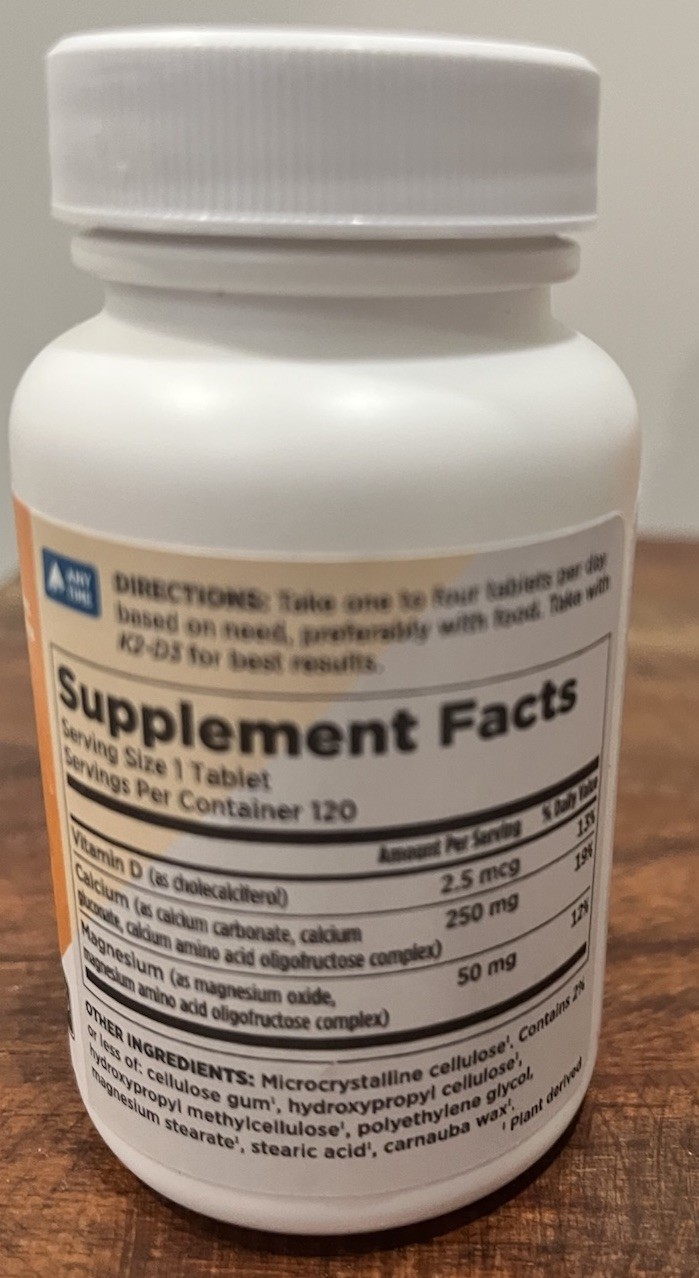 ANY
TIME
DIRECTIONS: Take one to four tablets per day
based on need, preferably with food. Take with
K2-D3 for best results.
Supplement Facts
Serving Size 1 Tablet
Servings Per Container 120
Amount Per Serving % Daily Value
Vitamin D (as cholecalciferol) 2.5 mcg 13%
Calcium (as calcium carbonate, calcium 250 mg 19%
gluconate, calcium amino acid oligofructose complex)
Magnesium (as magnesium oxide, 50 mg 12%
magnesium amino acid oligofructose complex)
OTHER INGREDIENTS: Microcrystalline cellulose¹. Contains 2%
or less of: cellulose gum¹, hydroxypropyl cellulose¹,
hydroxypropyl methylcellulose¹, polyethylene glycol,
magnesium stearate¹, stearic acid¹, carnauba wax¹.
¹ Plant derived